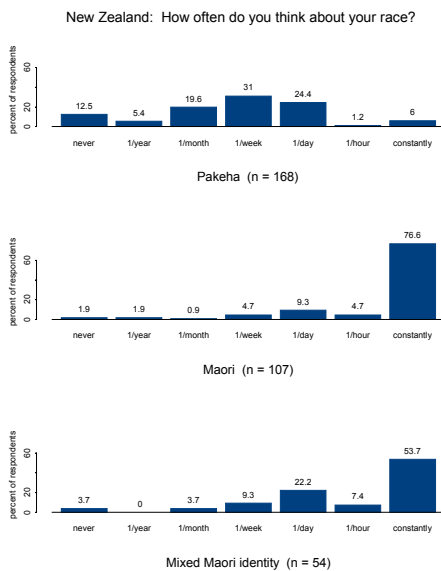 New Zealand: How often do you think about your race?
percent of respondents
0 20 60
12.5 5.4 19.6 31 24.4 1.2 6
never 1/year 1/month 1/week 1/day 1/hour constantly
Pakeha (n = 168)
percent of respondents
0 20 60
1.9 1.9 0.9 4.7 9.3 4.7 76.6
never 1/year 1/month 1/week 1/day 1/hour constantly
Maori (n = 107)
percent of respondents
0 20 60
3.7 0 3.7 9.3 22.2 7.4 53.7
never 1/year 1/month 1/week 1/day 1/hour constantly
Mixed Maori identity (n = 54)